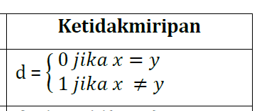 Ketidakmiripan
d = { 0 jika x = y
1 jika x ≠ y